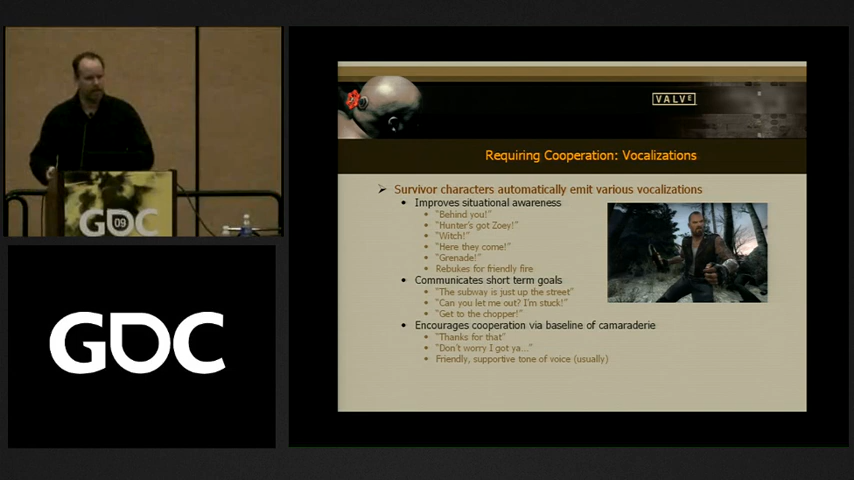 GDC
09
GDC
VALVE
Requiring Cooperation: Vocalizations
Survivor characters automatically emit various vocalizations
Improves situational awareness
"Behind you!"
"Hunter's got Zoey!"
"Witch!"
"Here they come!"
"Grenade!"
Rebukes for friendly fire
Communicates short term goals
"The subway is just up the street"
"Can you let me out? I'm stuck!"
"Get to the chopper!"
Encourages cooperation via baseline of camaraderie
"Thanks for that"
"Don't worry I got ya..."
Friendly, supportive tone of voice (usually)